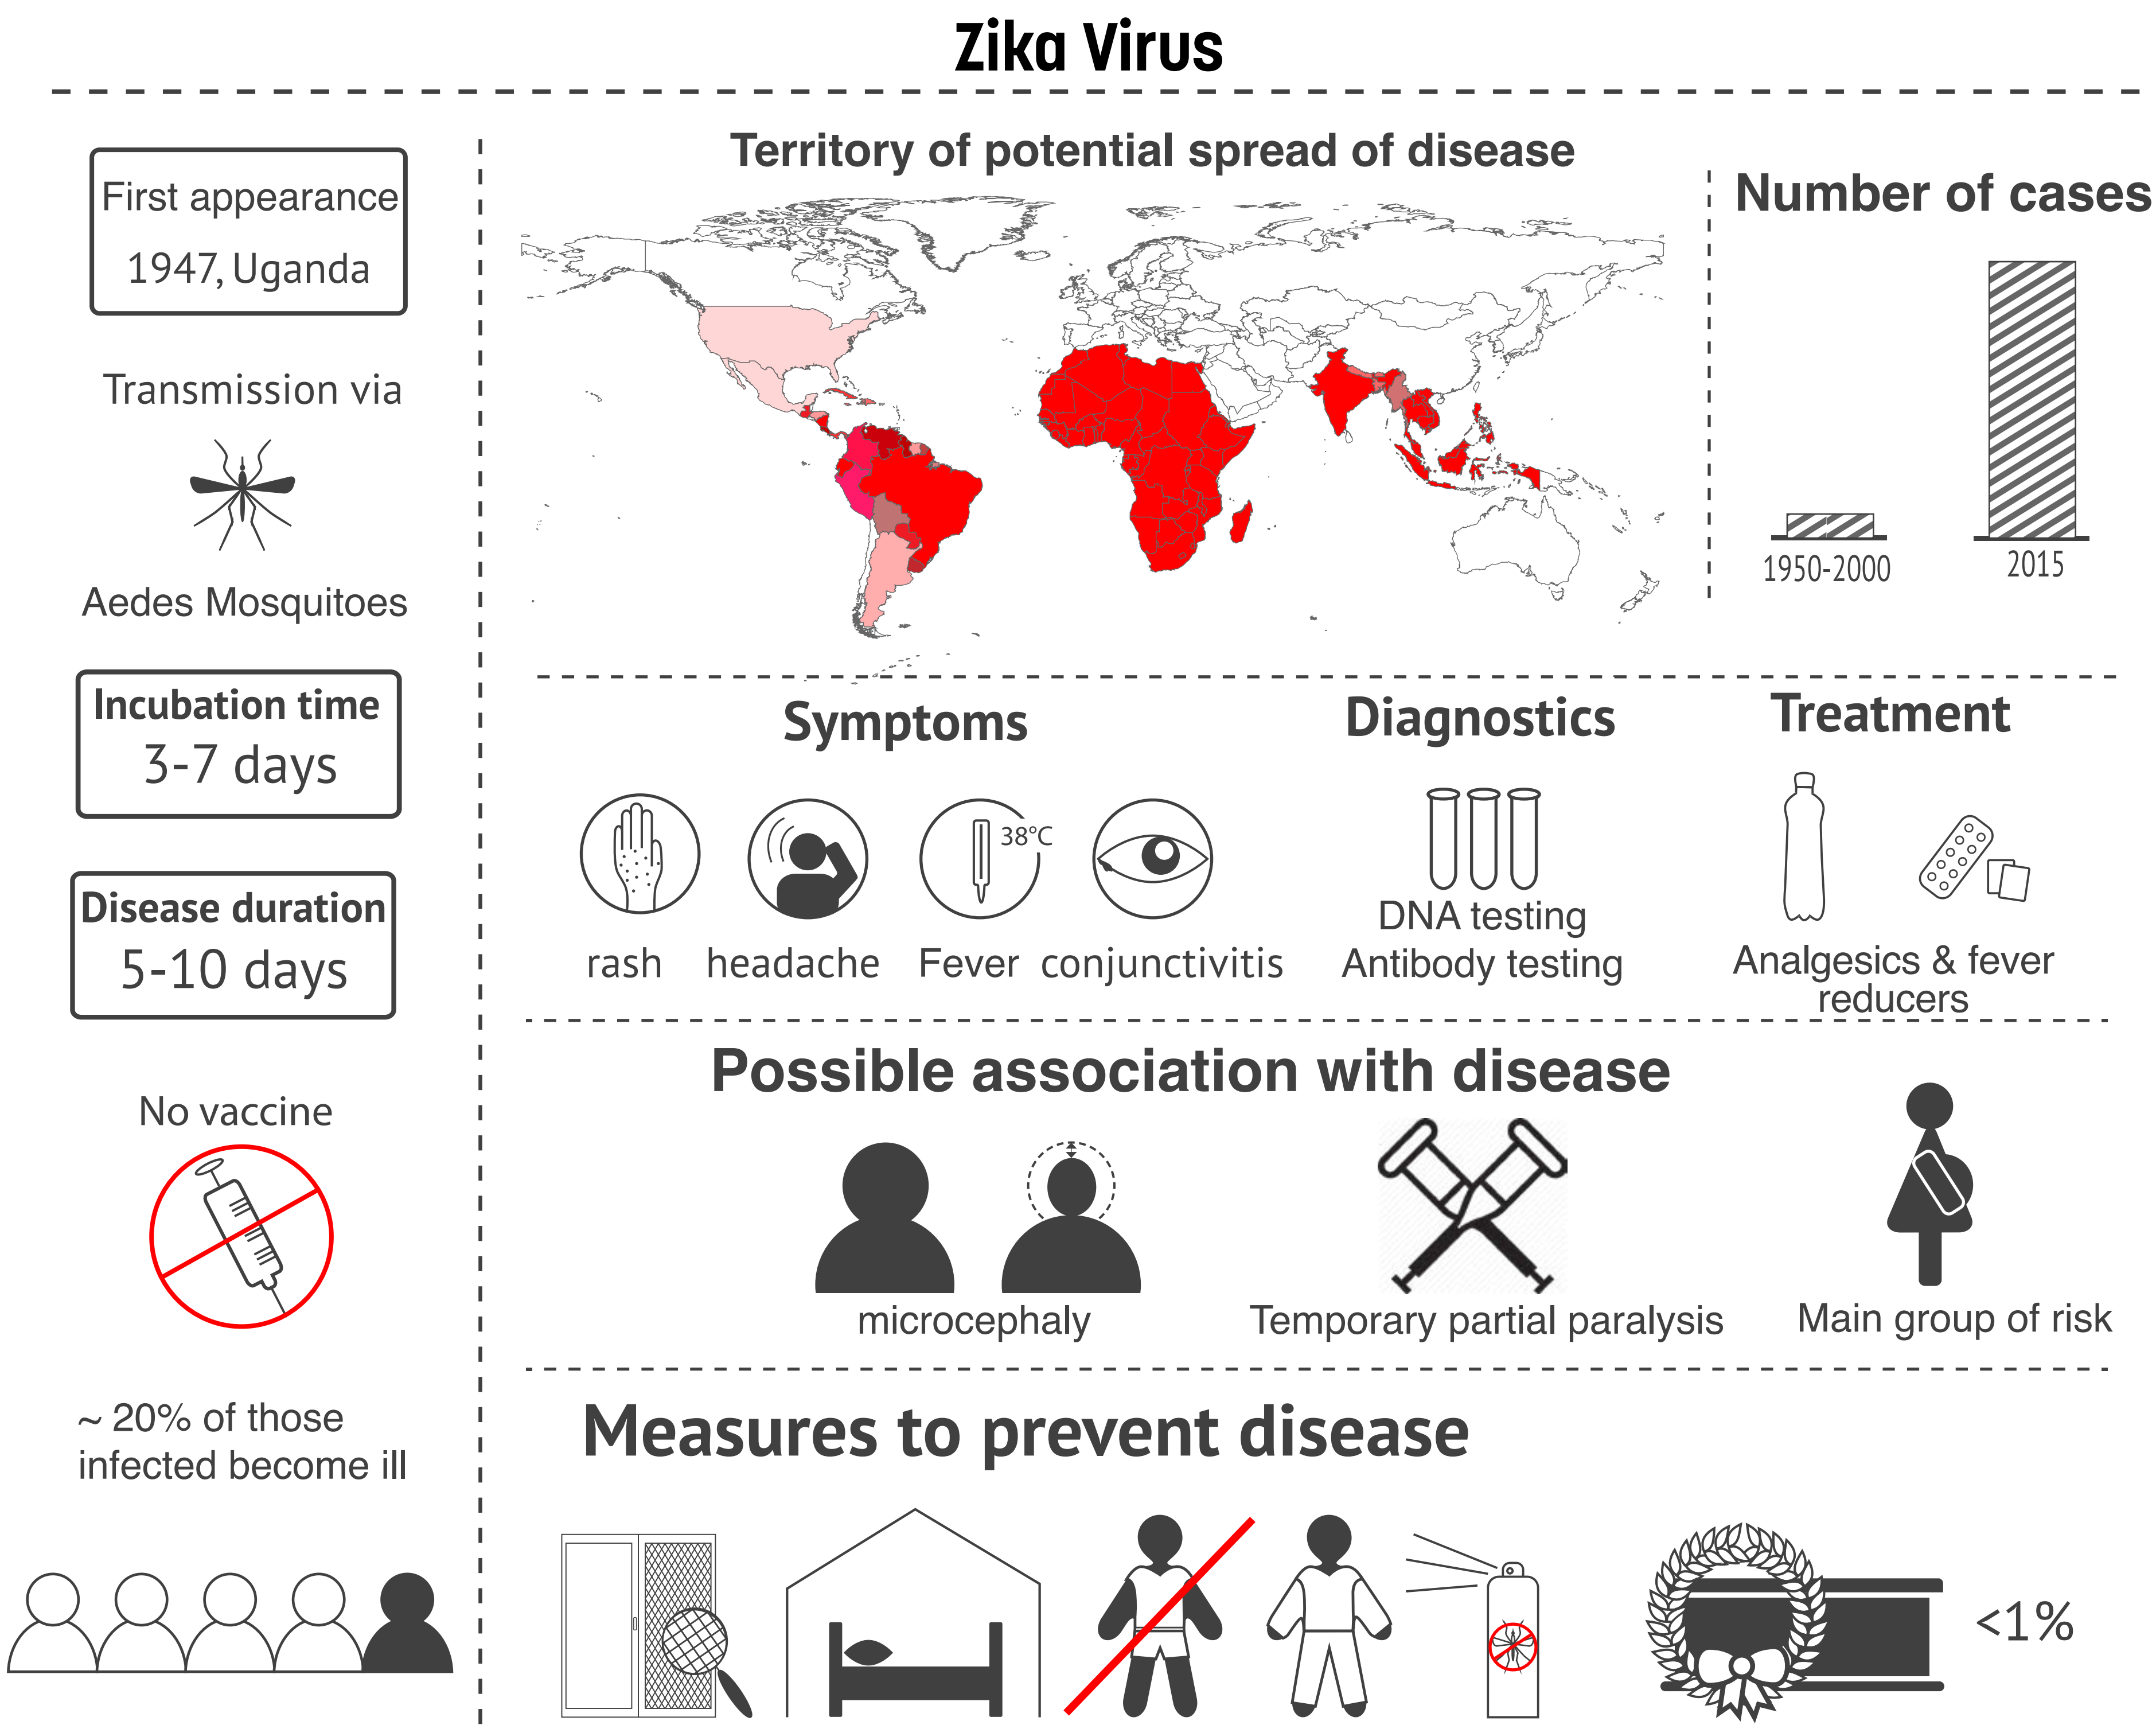 Zika Virus
First appearance
1947, Uganda
Transmission via
Aedes Mosquitoes
Incubation time
3-7 days
Disease duration
5-10 days
No vaccine
~ 20% of those
infected become ill
Territory of potential spread of disease
Number of cases
1950-2000
2015
Symptoms
38°C
rash
headache
Fever
conjunctivitis
Diagnostics
DNA testing
Antibody testing
Treatment
Analgesics & fever
reducers
Possible association with disease
microcephaly
Temporary partial paralysis
Main group of risk
Measures to prevent disease
<1%